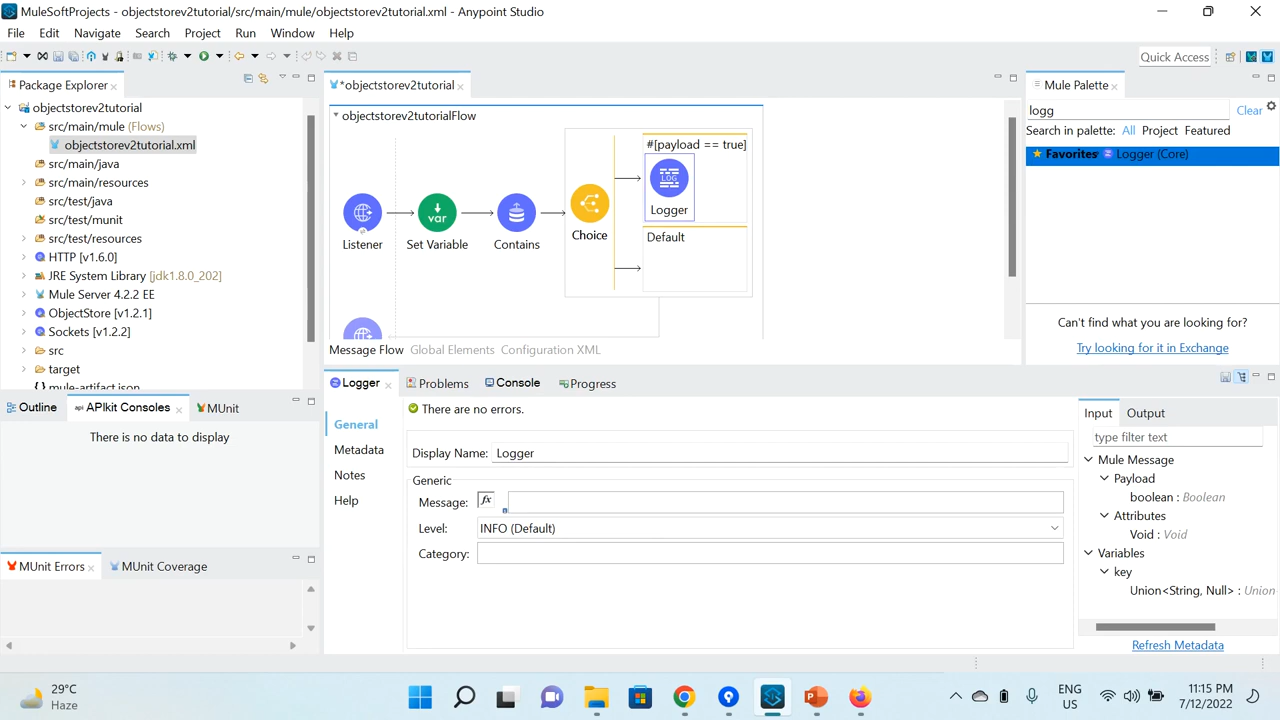 MuleSoftProjects - objectstorev2tutorial/src/main/mule/objectstorev2tutorial.xml - Anypoint Studio
File Edit Navigate Search Project Run Window Help
Quick Access
Package Explorer
objectstorev2tutorial
src/main/mule (Flows)
objectstorev2tutorial.xml
src/main/java
src/main/resources
src/test/java
src/test/munit
src/test/resources
HTTP [v1.6.0]
JRE System Library [jdk1.8.0_202]
Mule Server 4.2.2 EE
ObjectStore [v1.2.1]
Sockets [v1.2.2]
src
target
mule-artifact.json
*objectstorev2tutorial
objectstorev2tutorialFlow
Listener
var
Set Variable
Contains
Choice
#[payload == true]
LOG
Logger
Default
Message Flow Global Elements Configuration XML
Mule Palette
logg
Clear
Search in palette: All Project Featured
Favorites Logger (Core)
Can't find what you are looking for?
Try looking for it in Exchange
Outline
api APIkit Consoles
MUnit
There is no data to display
MUnit Errors
MUnit Coverage
Logger
Problems
Console
Progress
General
Metadata
Notes
Help
There are no errors.
Display Name: Logger
Generic
Message: fx
Level: INFO (Default)
Category:
Input Output
type filter text
Mule Message
Payload
boolean : Boolean
Attributes
Void : Void
Variables
key
Union<String, Null> : Union
Refresh Metadata
29°C
Haze
ENG
US
11:15 PM
7/12/2022